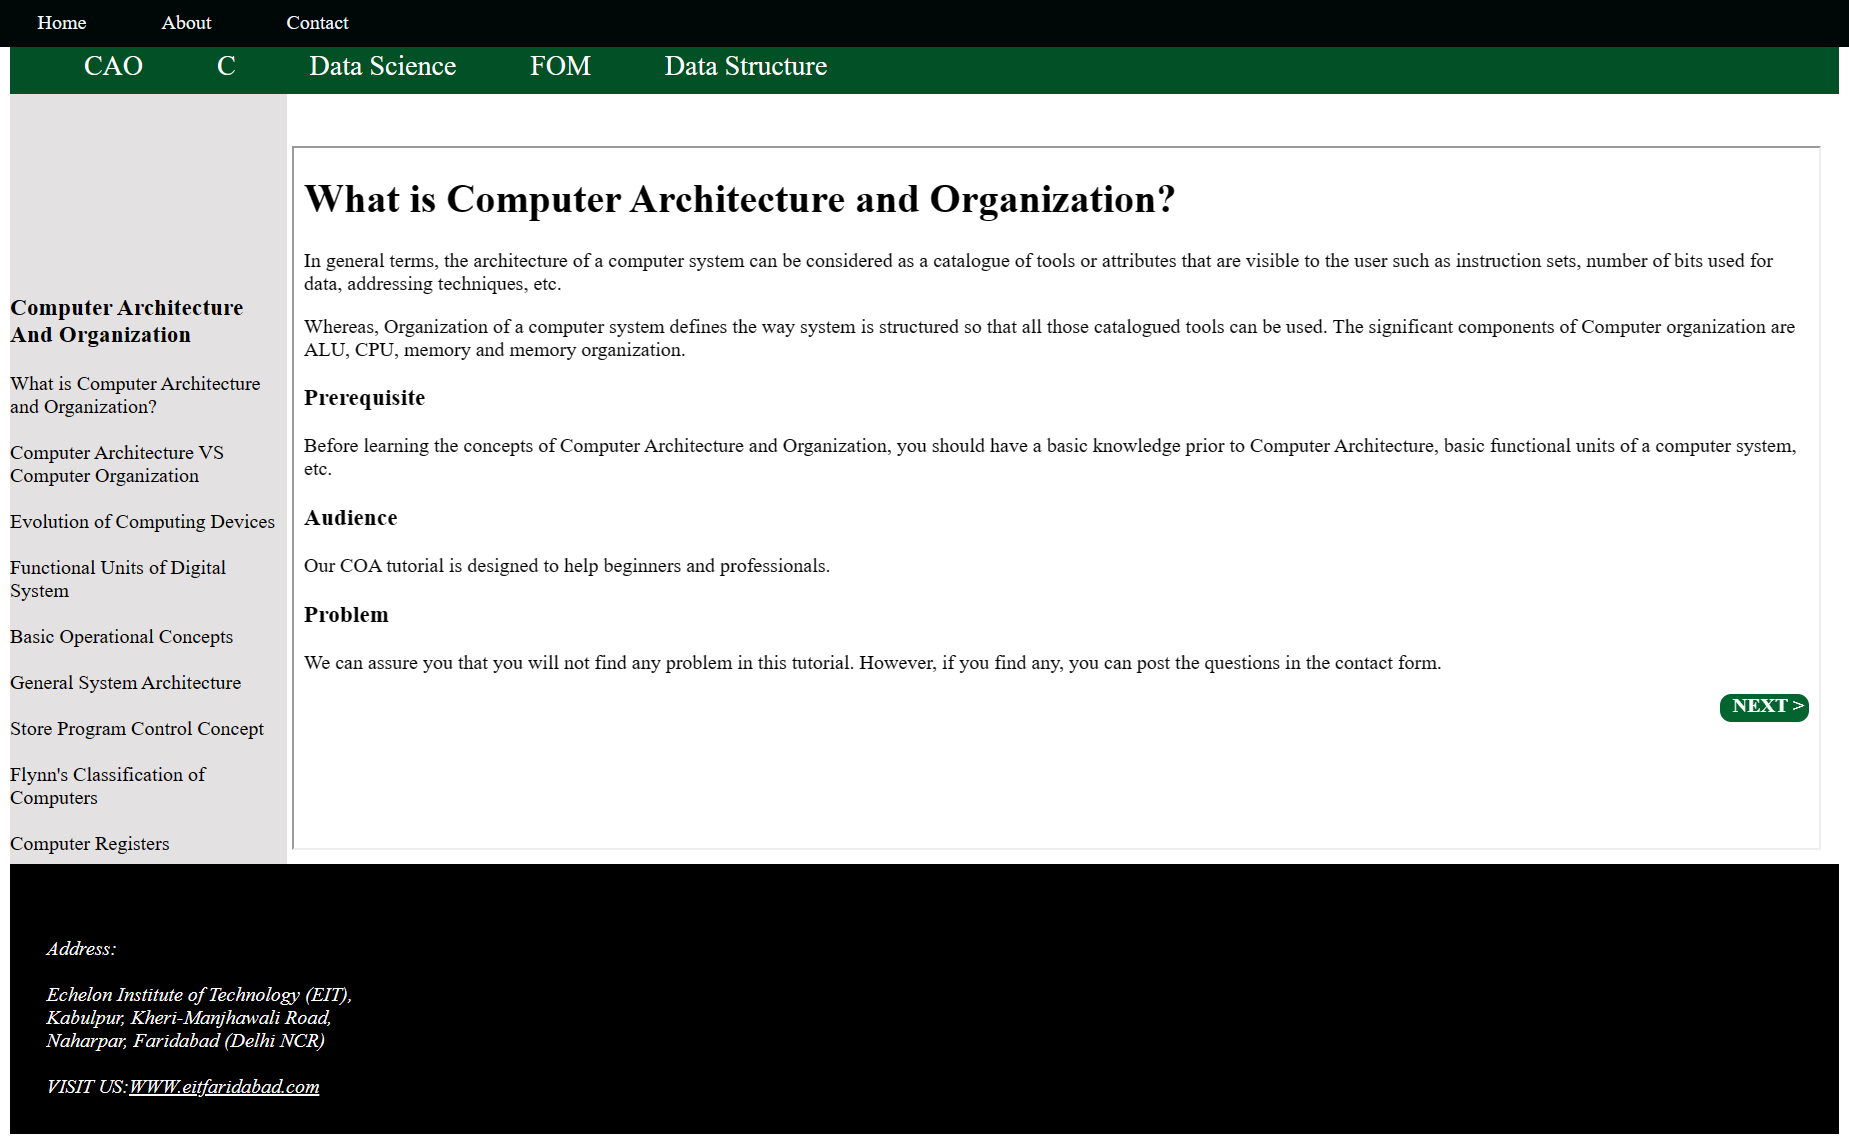 Home About Contact
CAO C Data Science FOM Data Structure
Computer Architecture
And Organization
What is Computer Architecture
and Organization?
Computer Architecture VS
Computer Organization
Evolution of Computing Devices
Functional Units of Digital
System
Basic Operational Concepts
General System Architecture
Store Program Control Concept
Flynn's Classification of
Computers
Computer Registers
What is Computer Architecture and Organization?
In general terms, the architecture of a computer system can be considered as a catalogue of tools or attributes that are visible to the user such as instruction sets, number of bits used for
data, addressing techniques, etc.
Whereas, Organization of a computer system defines the way system is structured so that all those catalogued tools can be used. The significant components of Computer organization are
ALU, CPU, memory and memory organization.
Prerequisite
Before learning the concepts of Computer Architecture and Organization, you should have a basic knowledge prior to Computer Architecture, basic functional units of a computer system,
etc.
Audience
Our COA tutorial is designed to help beginners and professionals.
Problem
We can assure you that you will not find any problem in this tutorial. However, if you find any, you can post the questions in the contact form.
NEXT >
Address:
Echelon Institute of Technology (EIT),
Kabulpur, Kheri-Manjhawali Road,
Naharpar, Faridabad (Delhi NCR)
VISIT US:WWW.eitfaridabad.com